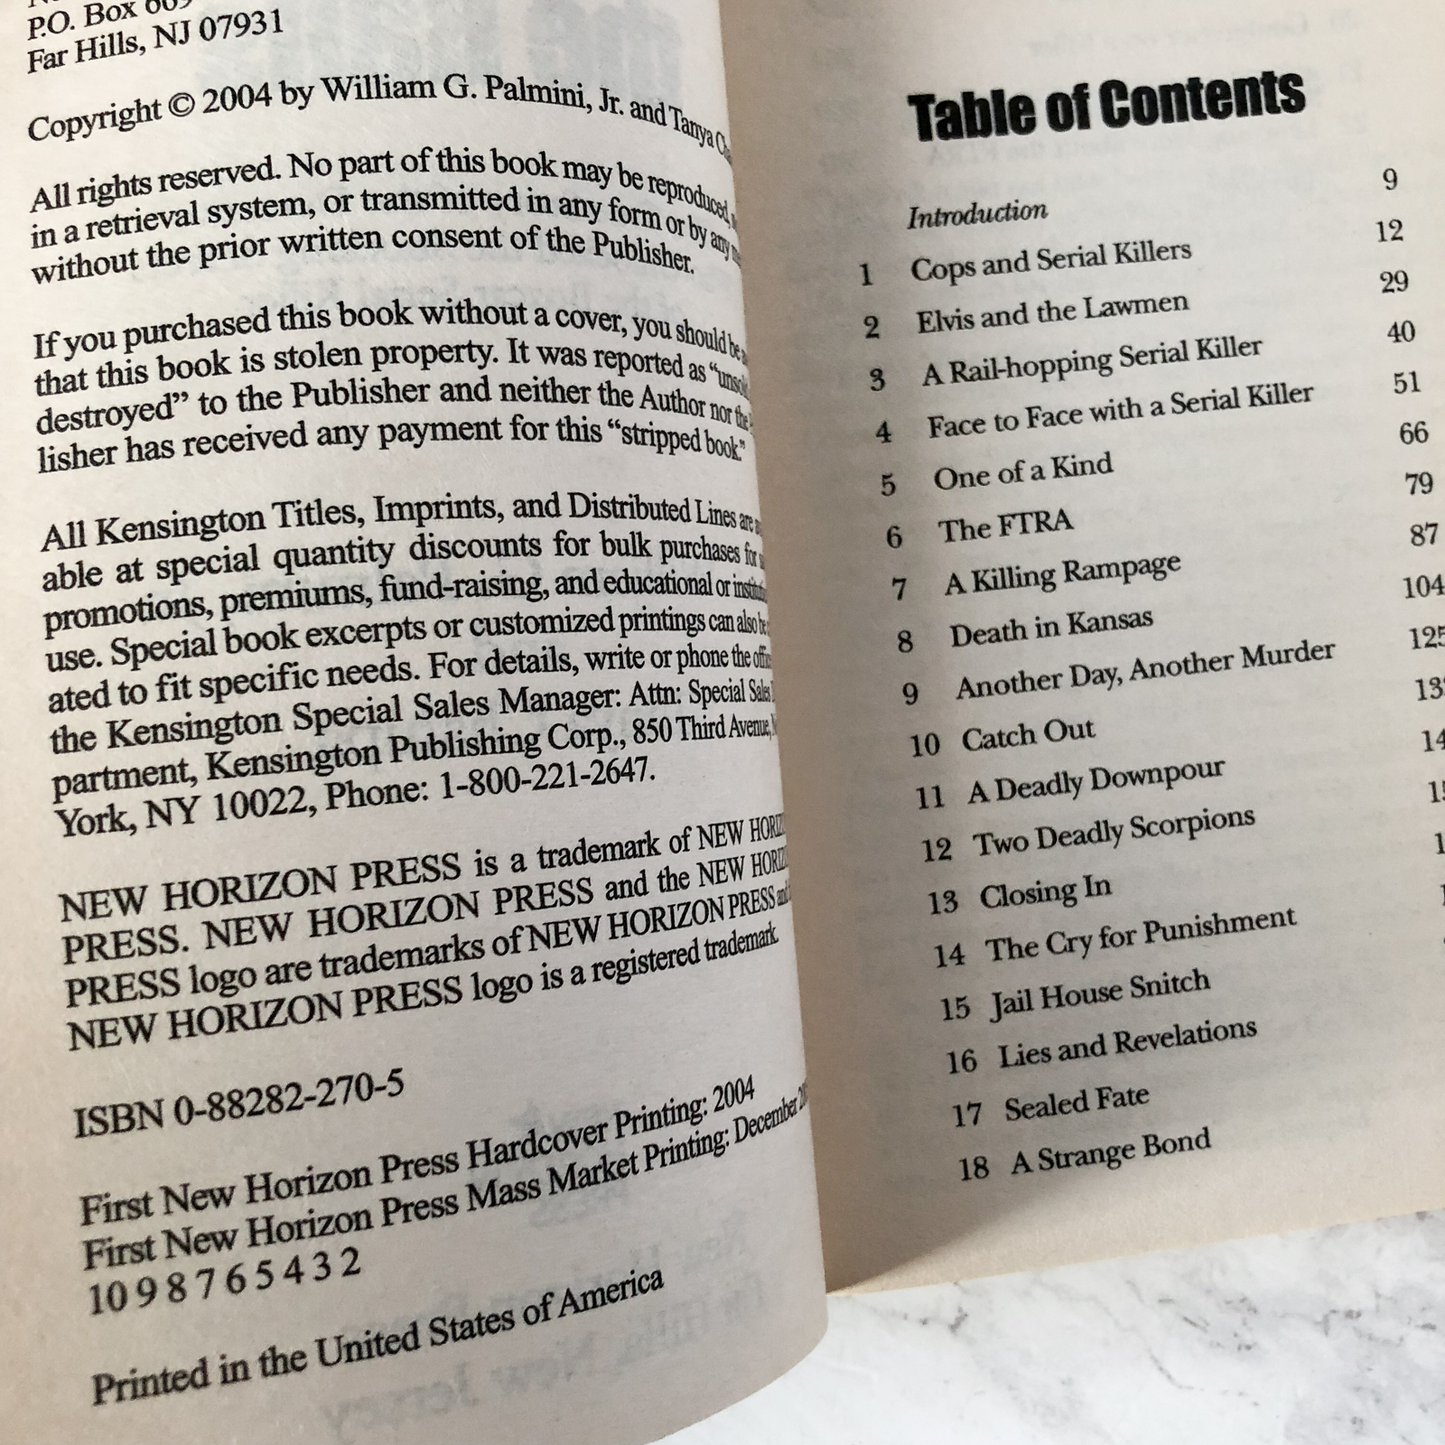 P.O. Box
Far Hills, NJ 07931
Copyright © 2004 by William G. Palmini, Jr. and Tanya
All rights reserved. No part of this book may be reproduced,
in a retrieval system, or transmitted in any form or by any
without the prior written consent of the Publisher.
If you purchased this book without a cover, you should be
that this book is stolen property. It was reported as
destroyed” to the Publisher and neither the Author nor the
lisher has received any payment for this “stripped book.”
All Kensington Titles, Imprints, and Distributed Lines are
able at special quantity discounts for bulk purchases for
promotions, premiums, fund-raising, and educational or
use. Special book excerpts or customized printings can also
ated to fit specific needs. For details, write or phone the
the Kensington Special Sales Manager: Attn: Special Sales
partment, Kensington Publishing Corp., 850 Third Avenue,
York, NY 10022, Phone: 1-800-221-2647.
NEW HORIZON PRESS is a trademark of NEW
PRESS. NEW HORIZON PRESS and the NEW
PRESS logo are trademarks of NEW HORIZON PRESS
NEW HORIZON PRESS logo is a registered trademark.
ISBN 0-88282-270-5
First New Horizon Press Hardcover Printing: 2004
First New Horizon Press Mass Market Printing: December
10 9 8 7 6 5 4 3 2
Printed in the United States of America
Table of Contents
Introduction 9
1 Cops and Serial Killers 12
2 Elvis and the Lawmen 29
3 A Rail-hopping Serial Killer 40
4 Face to Face with a Serial Killer 51
5 One of a Kind 66
6 The FTRA 79
7 A Killing Rampage 87
8 Death in Kansas 104
9 Another Day, Another Murder 125
10 Catch Out
11 A Deadly Downpour
12 Two Deadly Scorpions
13 Closing In
14 The Cry for Punishment
15 Jail House Snitch
16 Lies and Revelations
17 Sealed Fate
18 A Strange Bond